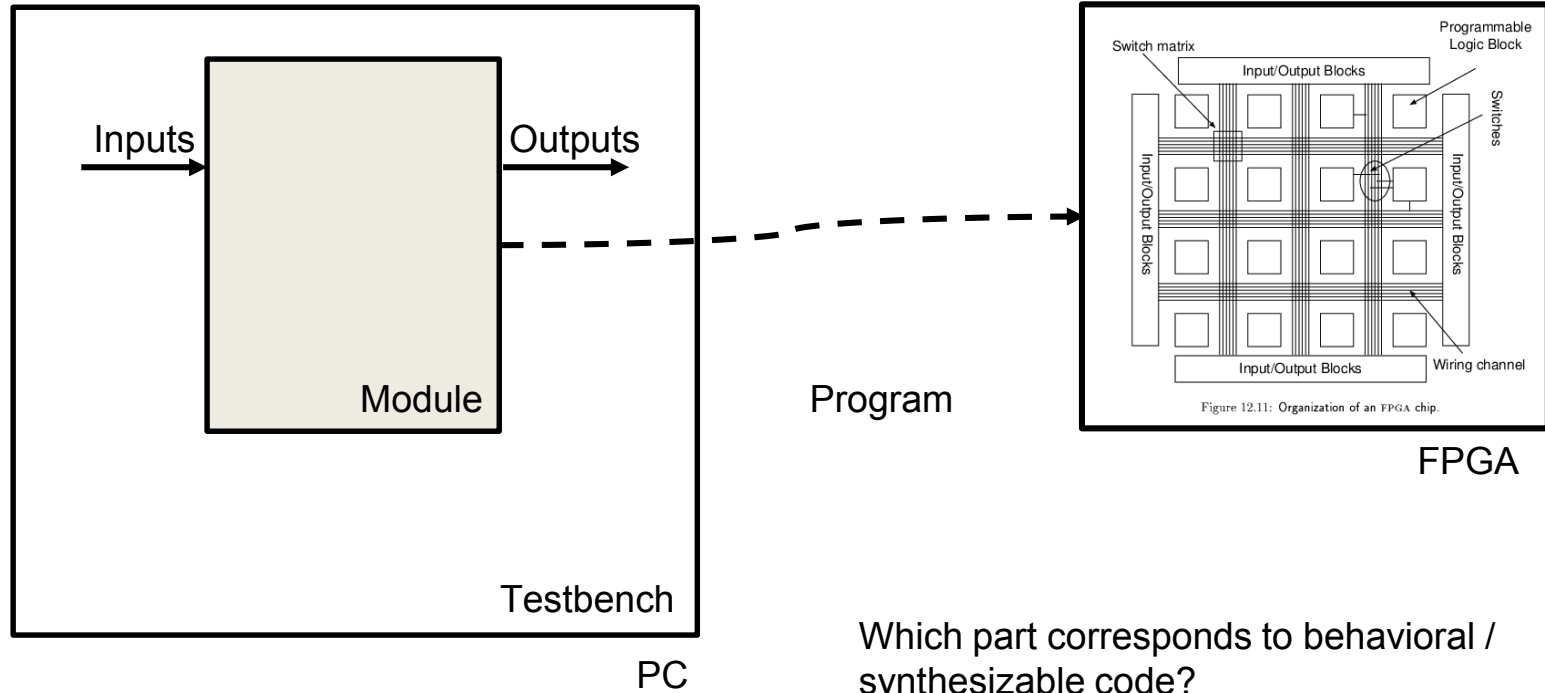 Inputs
Outputs
Module
Testbench
PC
Program
Switch matrix
Programmable
Logic Block
Input/Output Blocks
Switches
Input/Output Blocks
Input/Output Blocks
Input/Output Blocks
Wiring channel
Figure 12.11: Organization of an FPGA chip.
FPGA
Which part corresponds to behavioral /
synthesizable code?